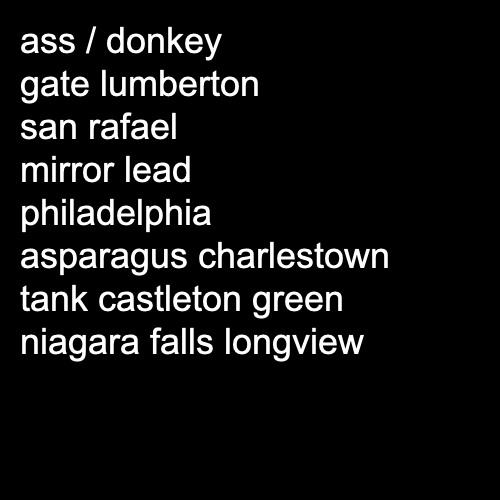 ass / donkey
gate lumberton
san rafael
mirror lead
philadelphia
asparagus charlestown
tank castleton green
niagara falls longview